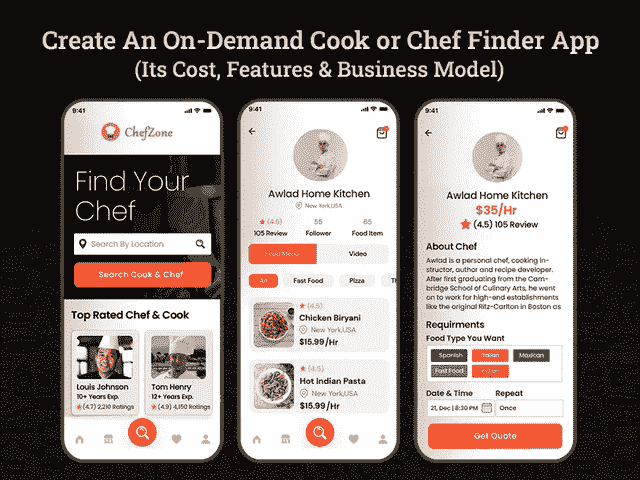 Create An On-Demand Cook or Chef Finder App
(Its Cost, Features & Business Model)
9:41
ChefZone
Find Your
Chef
Search By Location
Search Cook & Chef
Top Rated Chef & Cook
Louis Johnson
10+ Years Exp.
(4.7) 2,210 Ratings
Tom Henry
12+ Years Exp.
(4.9) 4,150 Ratings
9:41
Awlad Home Kitchen
New York,USA
(4.5)
105 Review
55
Follower
65
Food Item
Food Menu
Video
All
Fast Food
Pizza
Th
(4.5)
Chicken Biryani
New York,USA
$15.99/Hr
(4.5)
Hot Indian Pasta
New York,USA
$15.99/Hr
9:41
Awlad Home Kitchen
$35/Hr
(4.5) 105 Review
About Chef
Awlad is a personal chef, cooking in-
structor, author and recipe developer.
After first graduating from the Cam-
bridge School of Culinary Arts, he went
on to work for high-end establishments
like the original Ritz-Carlton in Boston as
Requirments
Food Type You Want
Spanish
Italian
Maxican
Fast Food
Indian
Date & Time
Repeat
21, Dec | 8:30 PM
Once
Get Quote